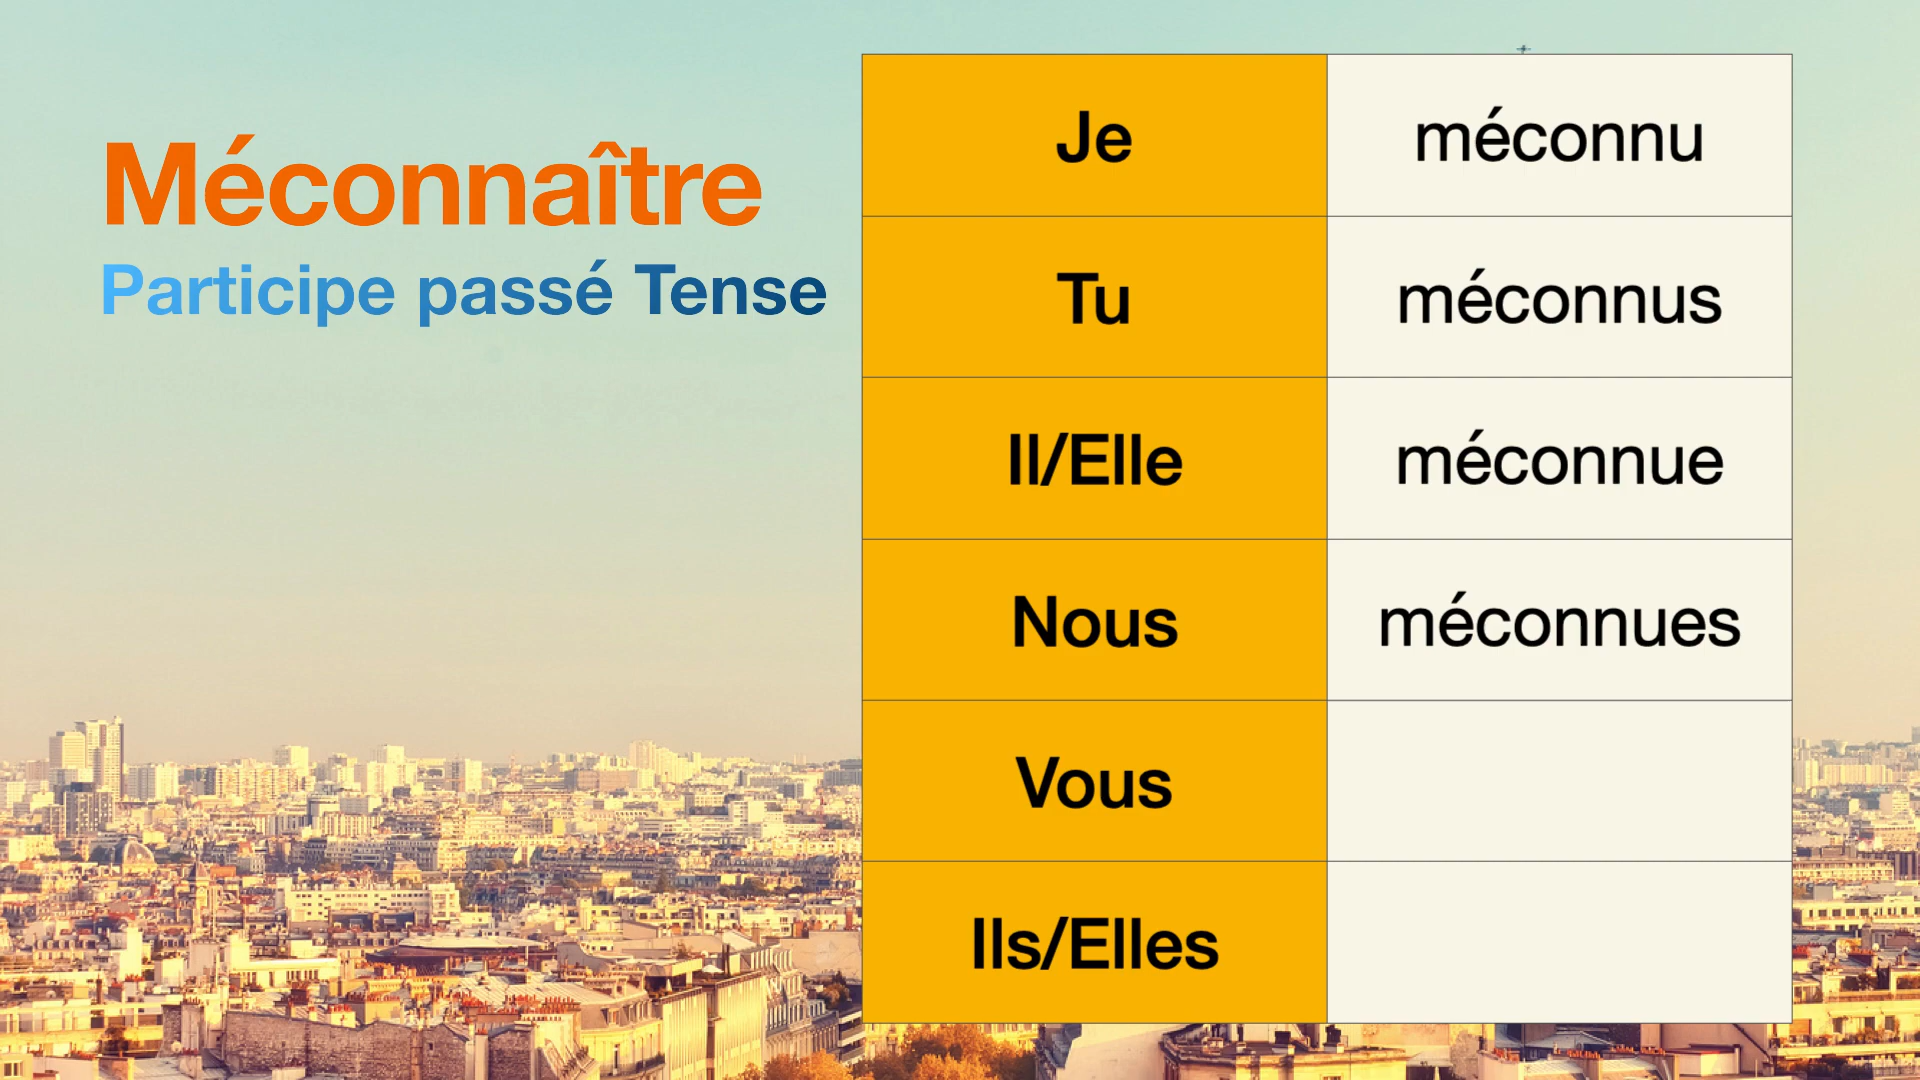 Méconnaître
Participe passé Tense
Je méconnu
Tu méconnus
Il/Elle méconnue
Nous méconnues
Vous
Ils/Elles